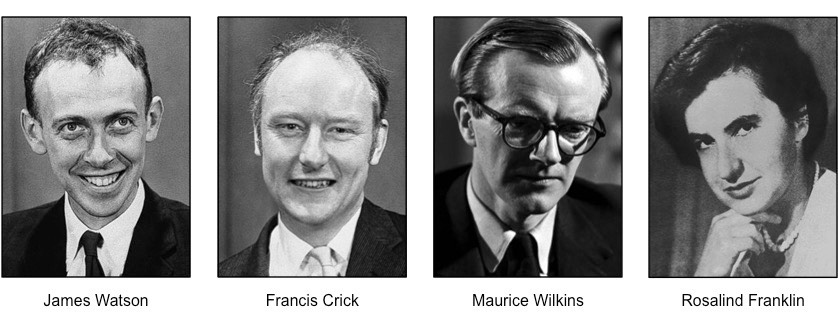 James Watson
Francis Crick
Maurice Wilkins
Rosalind Franklin